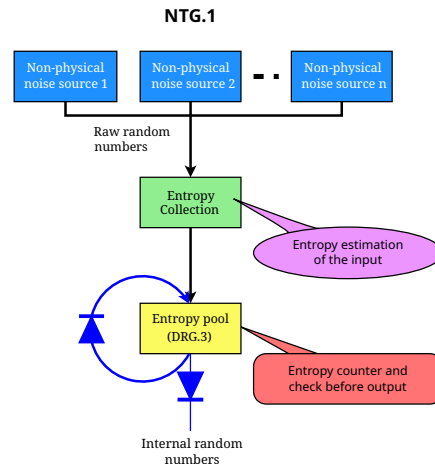 NTG.1
Non-physical
noise source 1
Non-physical
noise source 2
Non-physical
noise source n
Raw random
numbers
Entropy
Collection
Entropy estimation
of the input
Entropy pool
(DRG.3)
Entropy counter and
check before output
Internal random
numbers